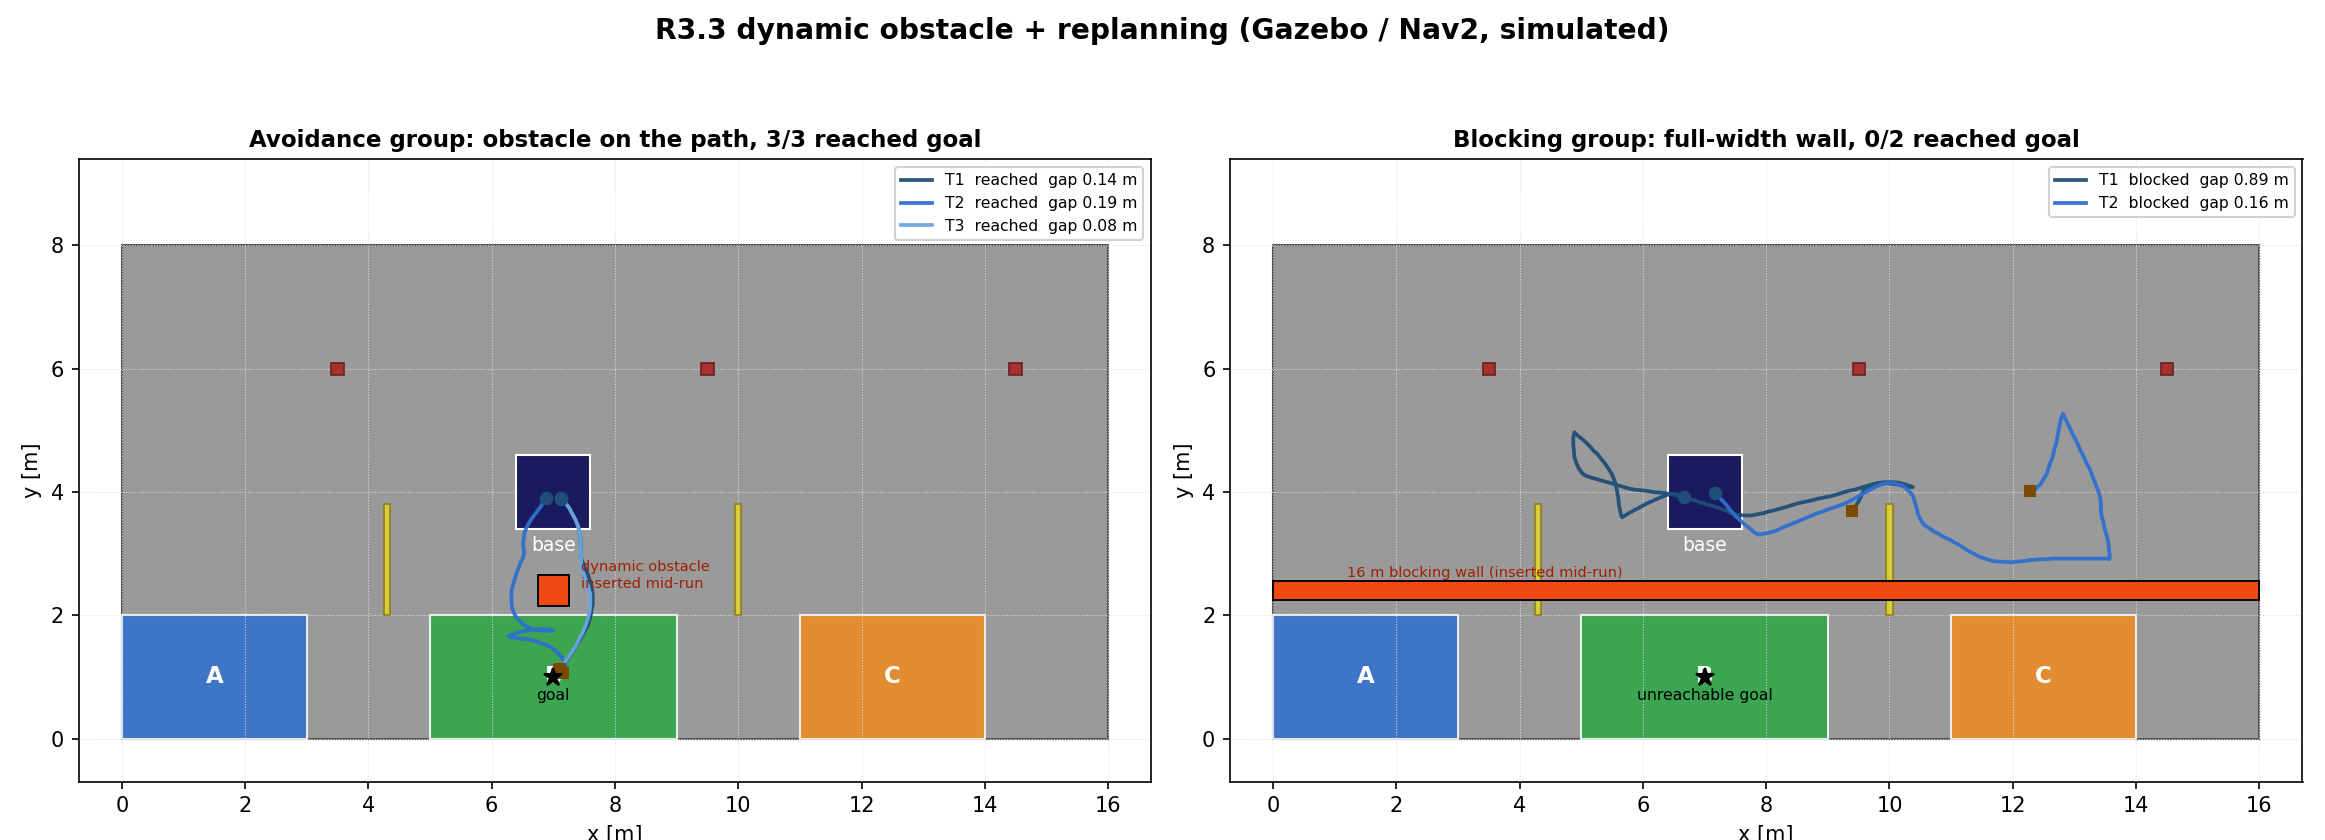 R3.3 dynamic obstacle + replanning (Gazebo / Nav2, simulated)
Avoidance group: obstacle on the path, 3/3 reached goal
T1 reached gap 0.14 m
T2 reached gap 0.19 m
T3 reached gap 0.08 m
y [m]
8
6
4
2
0
base
dynamic obstacle
inserted mid-run
A
C
goal
0 2 4 6 8 10 12 14 16
x [m]
Blocking group: full-width wall, 0/2 reached goal
T1 blocked gap 0.89 m
T2 blocked gap 0.16 m
y [m]
8
6
4
2
0
base
16 m blocking wall (inserted mid-run)
A
C
unreachable goal
0 2 4 6 8 10 12 14 16
x [m]